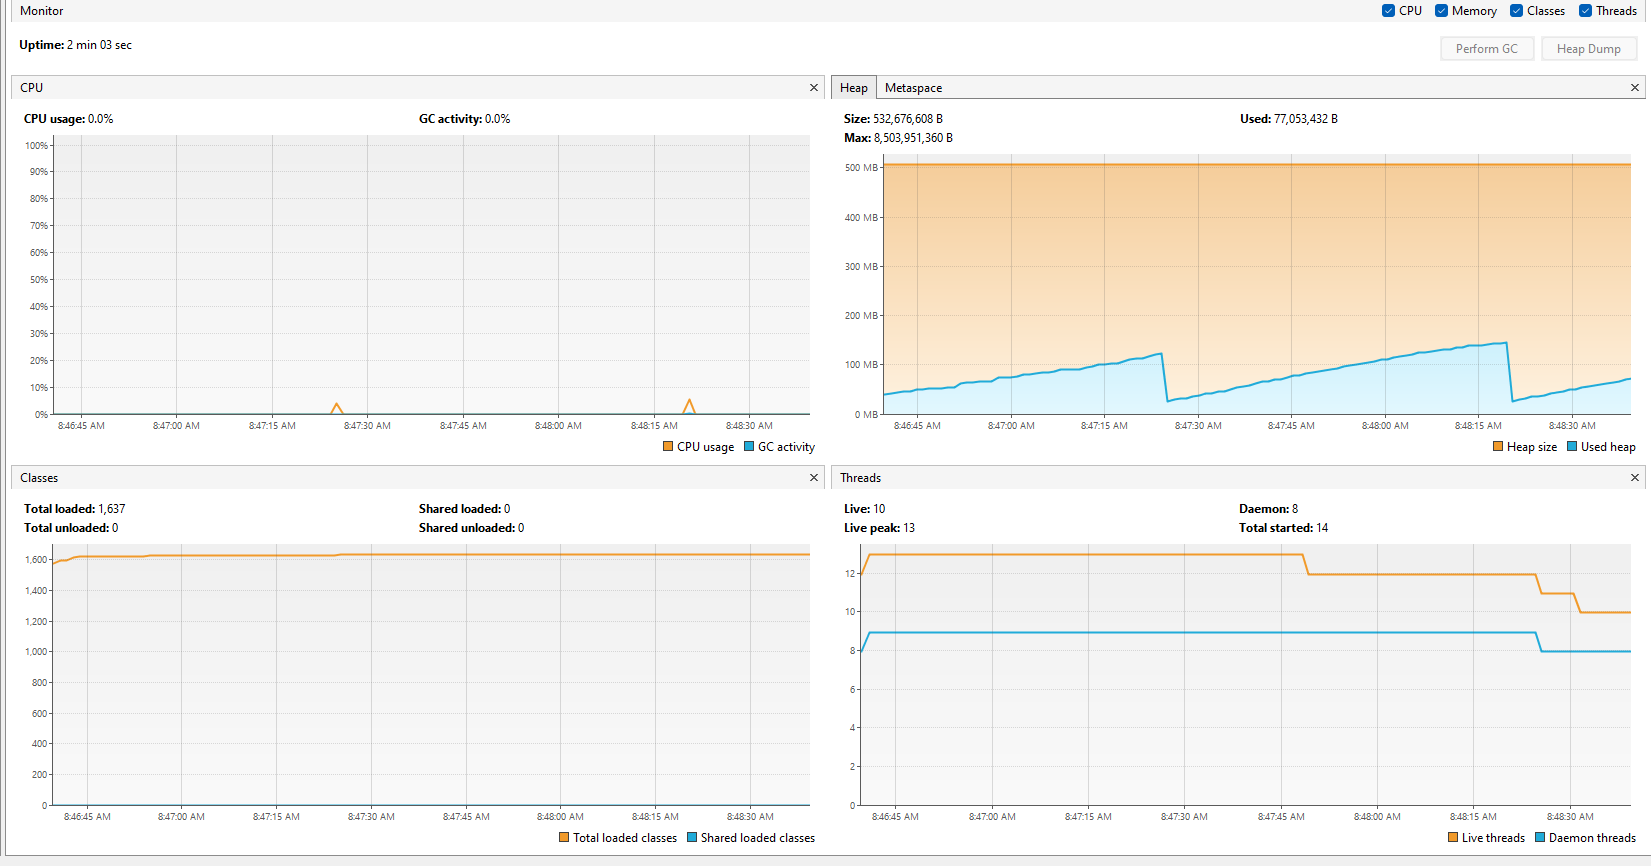 Monitor
CPU Memory Classes Threads
Uptime: 2 min 03 sec
Perform GC Heap Dump
CPU
CPU usage: 0.0% GC activity: 0.0%
100%
90%
80%
70%
60%
50%
40%
30%
20%
10%
0%
8:46:45 AM 8:47:00 AM 8:47:15 AM 8:47:30 AM 8:47:45 AM 8:48:00 AM 8:48:15 AM 8:48:30 AM
CPU usage GC activity
Heap Metaspace
Size: 532,676,608 B Used: 77,053,432 B
Max: 8,503,951,360 B
500 MB
400 MB
300 MB
200 MB
100 MB
0 MB
8:46:45 AM 8:47:00 AM 8:47:15 AM 8:47:30 AM 8:47:45 AM 8:48:00 AM 8:48:15 AM 8:48:30 AM
Heap size Used heap
Classes
Total loaded: 1,637 Shared loaded: 0
Total unloaded: 0 Shared unloaded: 0
1,600
1,400
1,200
1,000
800
600
400
200
0
8:46:45 AM 8:47:00 AM 8:47:15 AM 8:47:30 AM 8:47:45 AM 8:48:00 AM 8:48:15 AM 8:48:30 AM
Total loaded classes Shared loaded classes
Threads
Live: 10 Daemon: 8
Live peak: 13 Total started: 14
12
10
8
6
4
2
0
8:46:45 AM 8:47:00 AM 8:47:15 AM 8:47:30 AM 8:47:45 AM 8:48:00 AM 8:48:15 AM 8:48:30 AM
Live threads Daemon threads